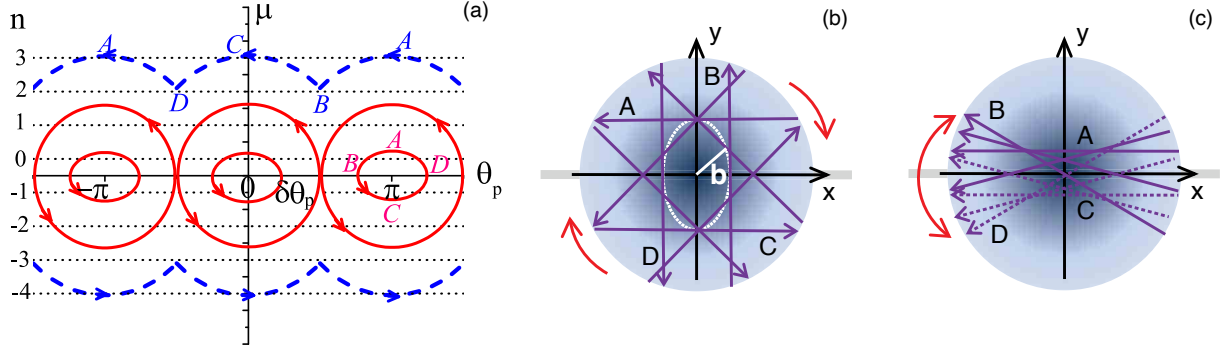 n μ (a)
A C A
3
2
D B
1
0
A
B D
-π 0 δθₚ π θₚ
-1
C
-2
-3
-4
(b)
y
B
A
b
x
D C
(c)
y
B
A
x
C
D